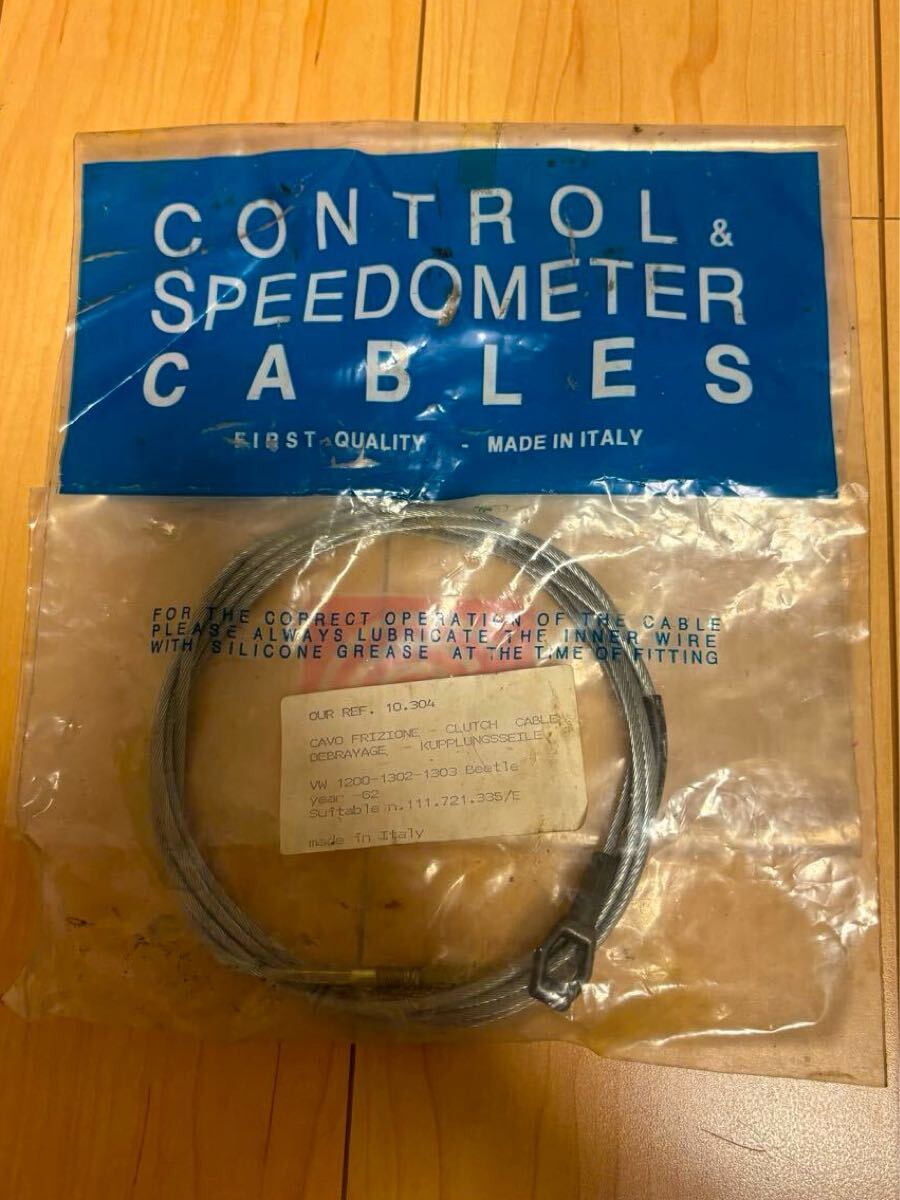 CONTROL &
SPEEDOMETER
CABLES
FIRST QUALITY - MADE IN ITALY
FOR THE CORRECT OPERATION OF THE CABLE
PLEASE ALWAYS LUBRICATE THE INNER WIRE
WITH SILICONE GREASE AT THE TIME OF FITTING
OUR REF. 10.304
CAVO FRIZIONE - CLUTCH CABLE
DEBRAYAGE - KUPPLUNGSSEILE
VW 1200-1302-1303 Beetle
year -62
Suitable n.111.721.335/E
made in Italy